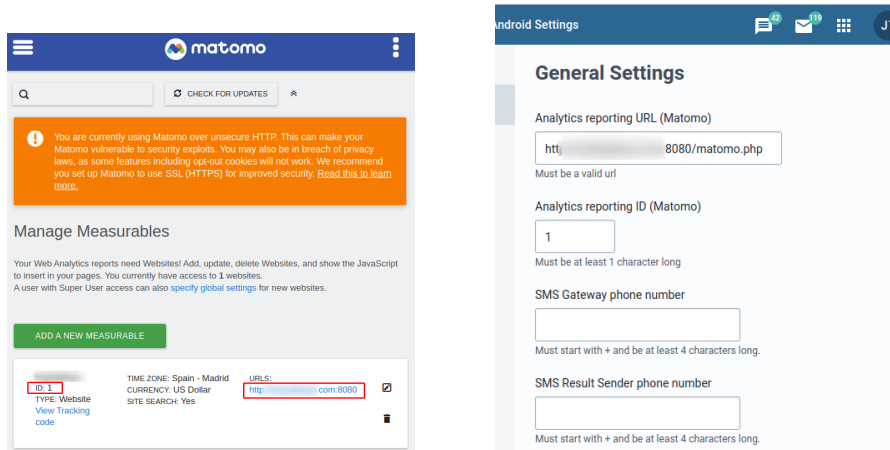 matomo
CHECK FOR UPDATES
You are currently using Matomo over unsecure HTTP. This can make your
Matomo vulnerable to security exploits. You may also be in breach of privacy
laws, as some features including opt-out cookies will not work. We recommend
you set up Matomo to use SSL (HTTPS) for improved security. Read this to learn
more.
Manage Measurables
Your Web Analytics reports need Websites! Add, update, delete Websites, and show the JavaScript
to insert in your pages. You currently have access to 1 websites.
A user with Super User access can also specify global settings for new websites.
ADD A NEW MEASURABLE
ID: 1
TYPE: Website
View Tracking
code
TIME ZONE: Spain - Madrid
CURRENCY: US Dollar
SITE SEARCH: Yes
URLS:
http com:8080
Android Settings
42
119
General Settings
Analytics reporting URL (Matomo)
htt 8080/matomo.php
Must be a valid url
Analytics reporting ID (Matomo)
1
Must be at least 1 character long
SMS Gateway phone number
Must start with + and be at least 4 characters long.
SMS Result Sender phone number
Must start with + and be at least 4 characters long.